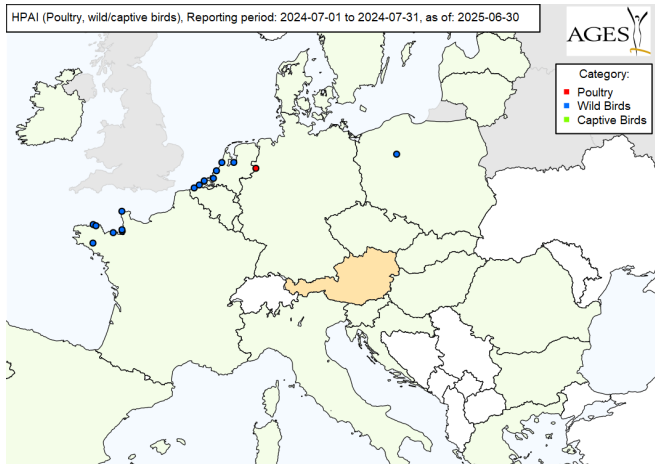 HPAI (Poultry, wild/captive birds), Reporting period: 2024-07-01 to 2024-07-31, as of: 2025-06-30
AGES
Category:
Poultry
Wild Birds
Captive Birds